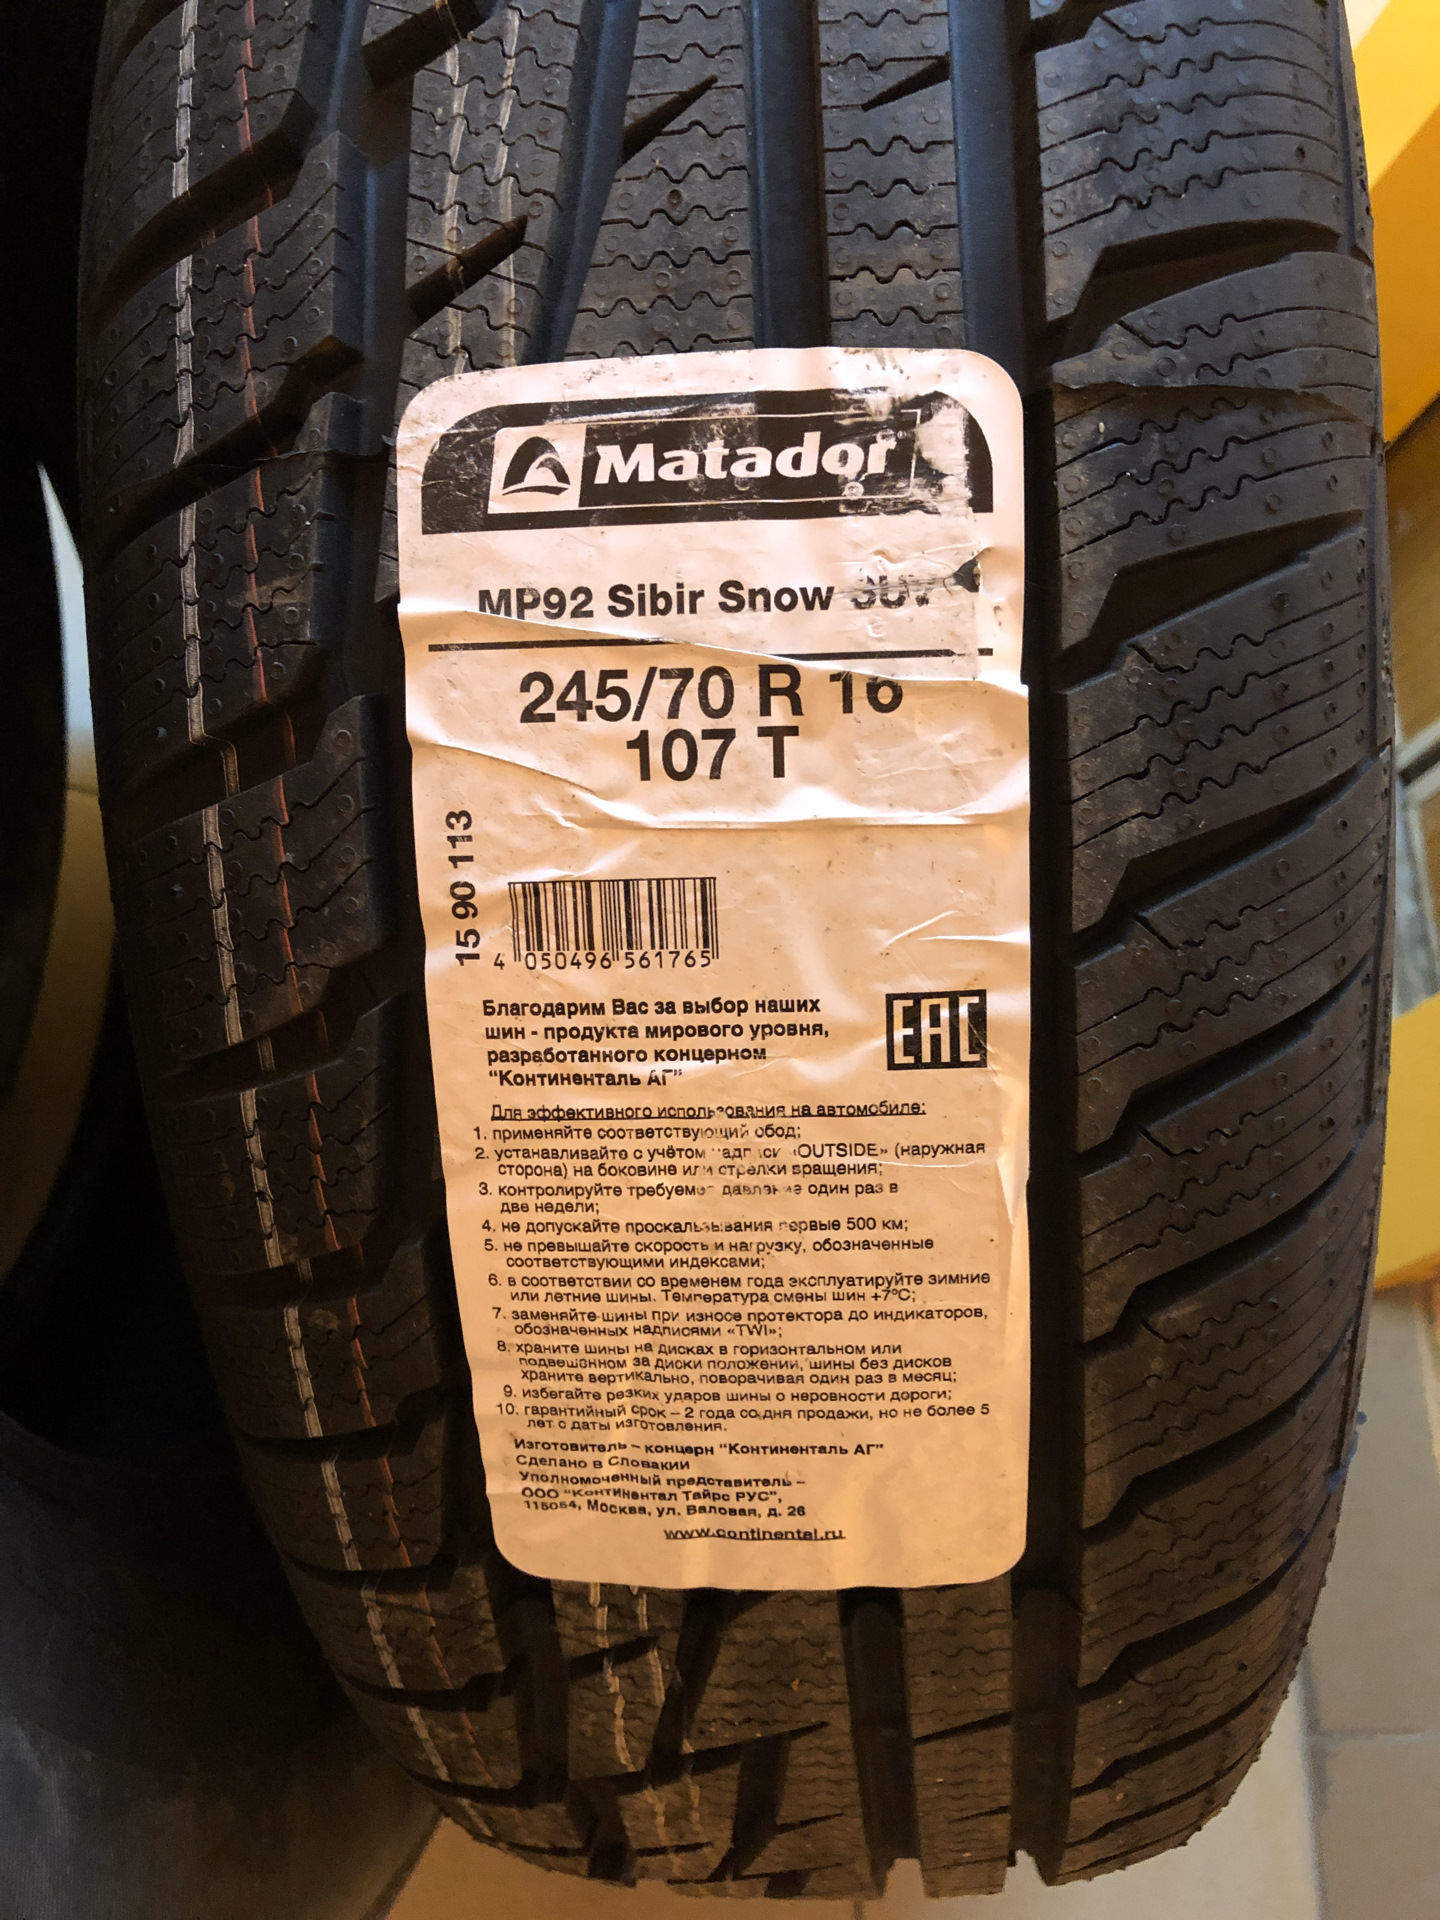 Matador
MP92 Sibir Snow SUV
245/70 R 16
107 T
15 90 113
4 050496 561765
Благодарим Вас за выбор наших
шин - продукта мирового уровня,
разработанного концерном
"Континенталь АГ"
EAC
Для эффективного использования на автомобиле:
1. применяйте соответствующий обод;
2. устанавливайте с учётом надписи «OUTSIDE» (наружная
сторона) на боковине или стрелки вращения;
3. контролируйте давление один раз в
две недели;
4. не допускайте проскальзывания первые 500 км;
5. не превышайте скорость и нагрузку, обозначенные
соответствующими индексами;
6. в соответствии со временем года эксплуатируйте зимние
или летние шины. Температура смены шин +7°C;
7. заменяйте шины при износе протектора до индикаторов,
обозначенных надписями «TWI»;
8. храните шины на дисках в горизонтальном или
подвешенном за диски положении, шины без дисков
храните вертикально, поворачивая один раз в месяц;
9. избегайте резких ударов шины о неровности дороги;
10. гарантийный срок – 2 года со дня продажи, но не более 5
лет с даты изготовления.
Изготовитель – концерн "Континенталь АГ"
Сделано в Словакии
Уполномоченный представитель –
ООО "Континентал Тайрс РУС",
115054, Москва, ул. Валовая, д. 26
www.continental.ru